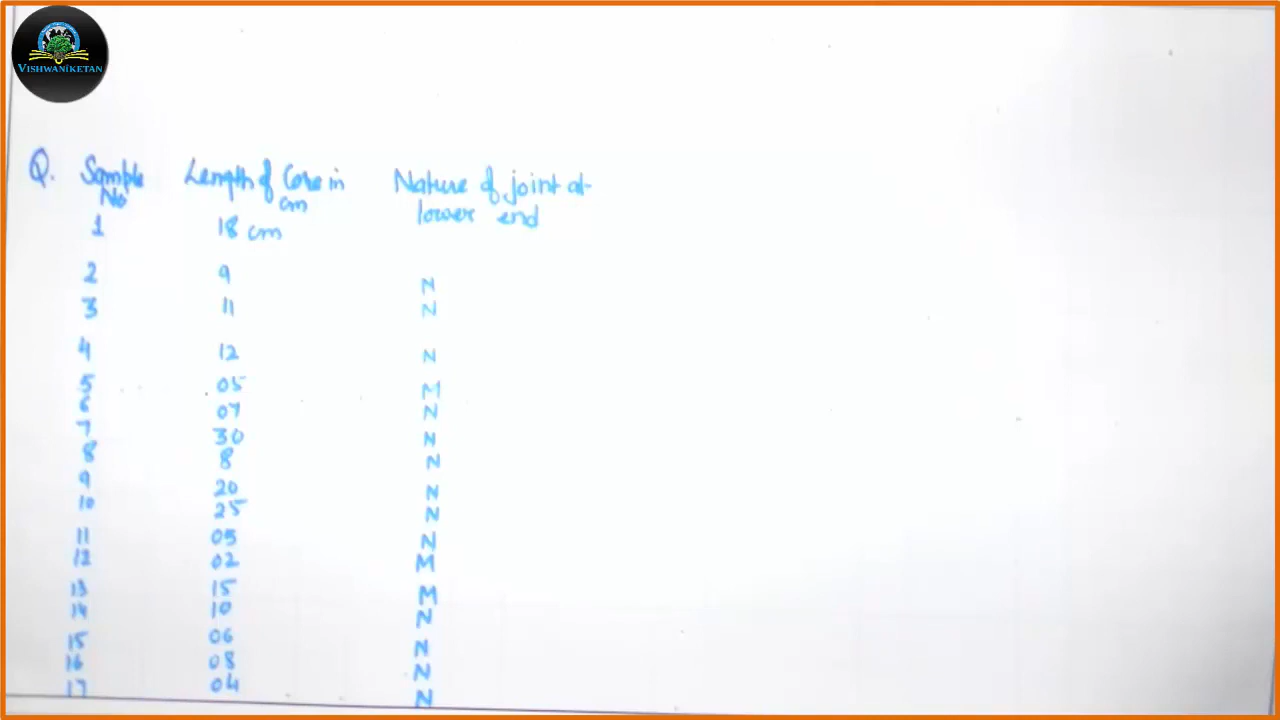 VISHWANIKETAN
Q. Sample No Length of Core in cm Nature of joint at lower end
1 18 cm
2 9 N
3 11 N
4 12 N
5 05 M
6 07 N
7 30 N
8 8 N
9 20 N
10 25 N
11 05 N
12 02 M
13 15 M
14 10 N
15 06 N
16 08 N
17 04 N